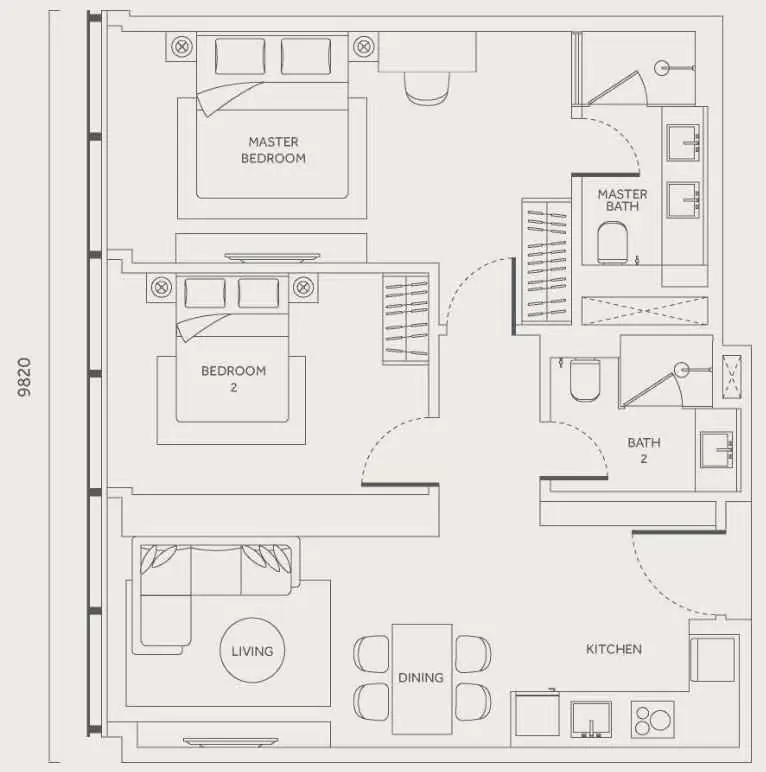 MASTER
BEDROOM
MASTER
BATH
BEDROOM
2
9820
BATH
2
LIVING
DINING
KITCHEN